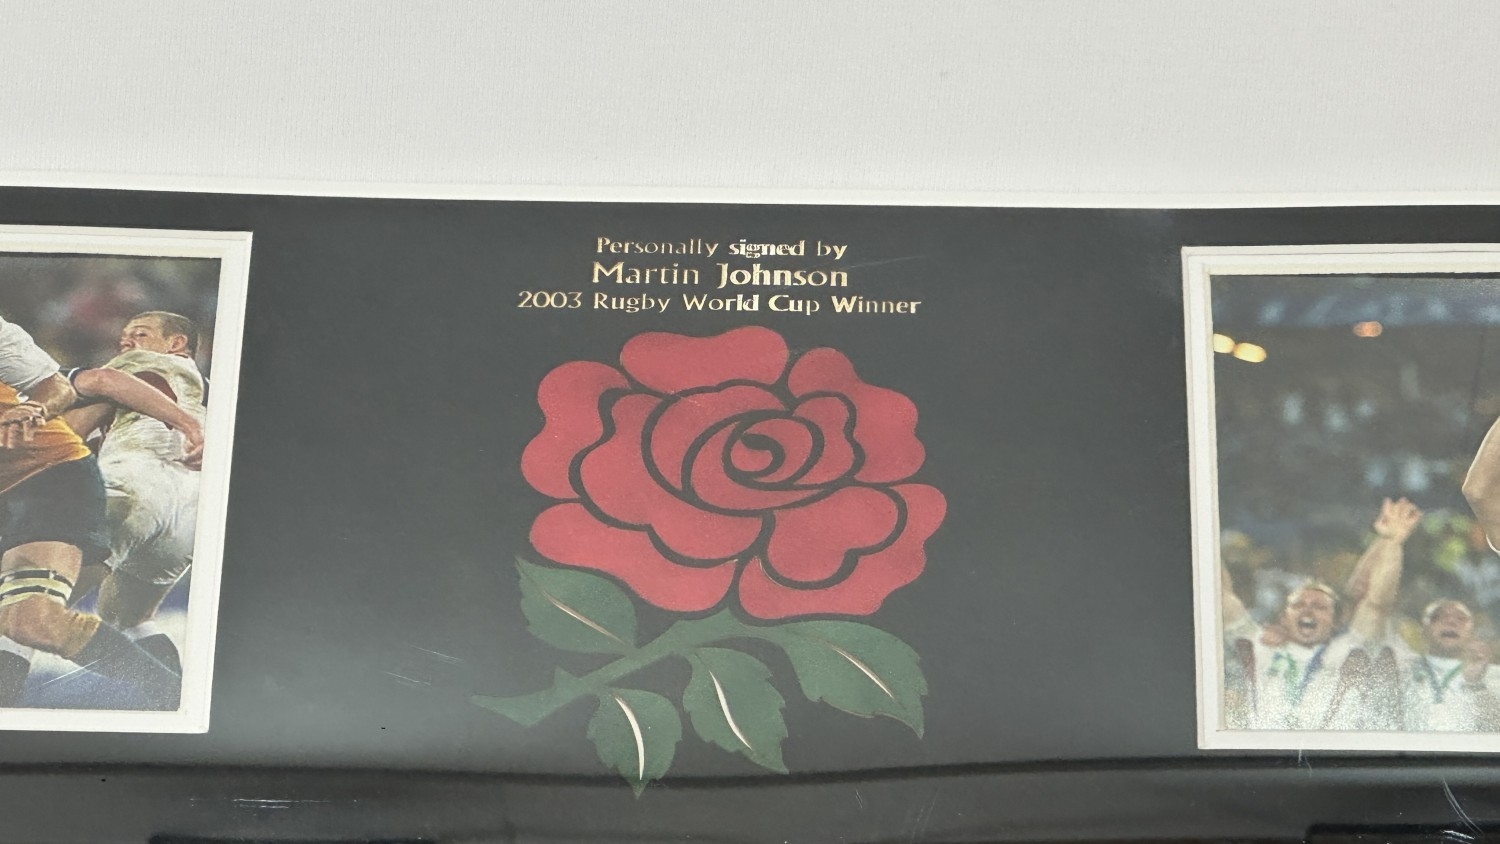 Personally signed by
Martin Johnson
2003 Rugby World Cup Winner